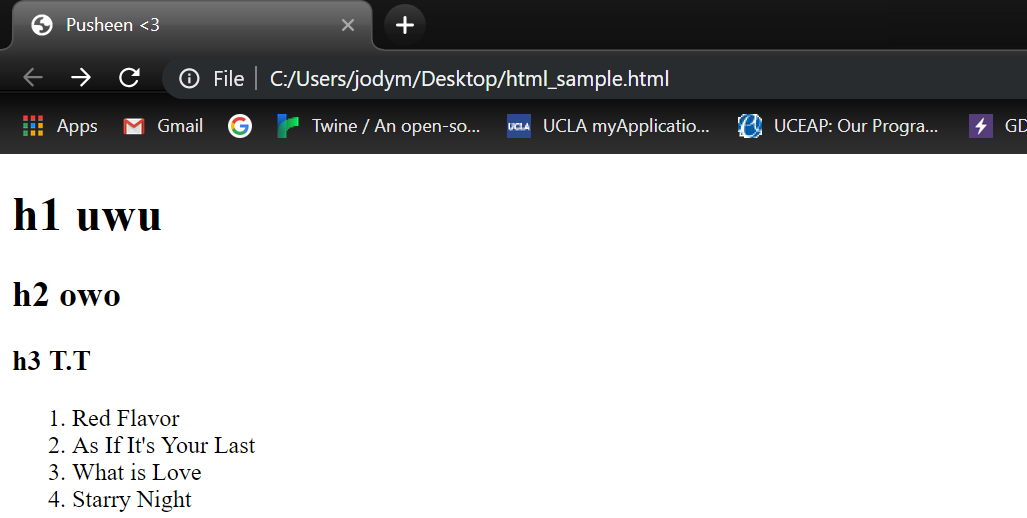 Pusheen <3
File C:/Users/jodym/Desktop/html_sample.html
Apps Gmail Twine / An open-so... UCLA UCLA myApplicatio... UCEAP: Our Progra... GD
h1 uwu
h2 owo
h3 T.T
1. Red Flavor
2. As If It's Your Last
3. What is Love
4. Starry Night